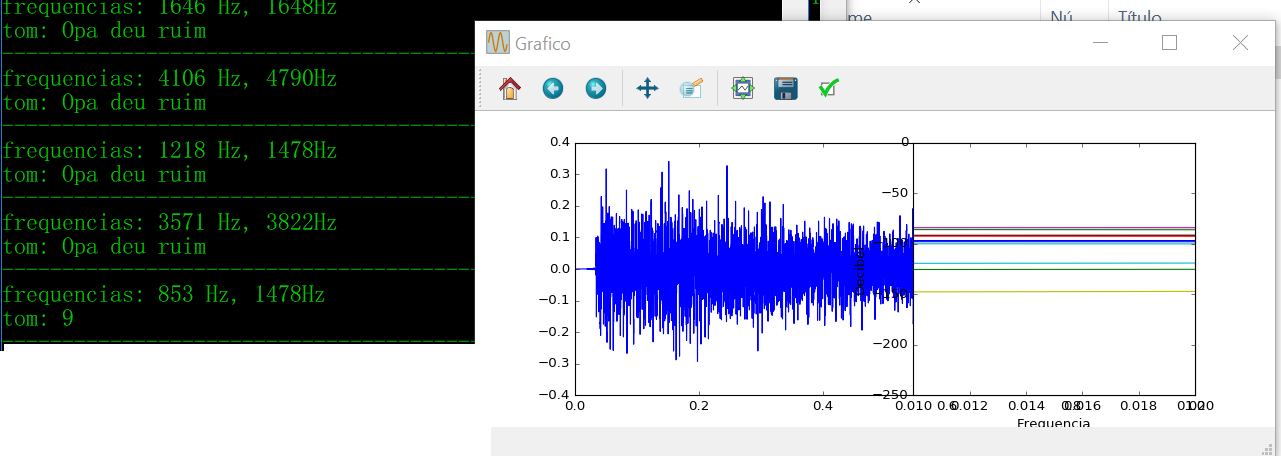 frequencias: 1646 Hz, 1648Hz
tom: Opa deu ruim
frequencias: 4106 Hz, 4790Hz
tom: Opa deu ruim
frequencias: 1218 Hz, 1478Hz
tom: Opa deu ruim
frequencias: 3571 Hz, 3822Hz
tom: Opa deu ruim
frequencias: 853 Hz, 1478Hz
tom: 9
me Nú Título
Grafico
0.4
0.3
0.2
0.1
0.0
−0.1
−0.2
−0.3
−0.4
0.0 0.2 0.4 0.6 0.8
0
−50
−100
−150
−200
−250
0.010 0.012 0.014 0.016 0.018 0.020
Frequencia